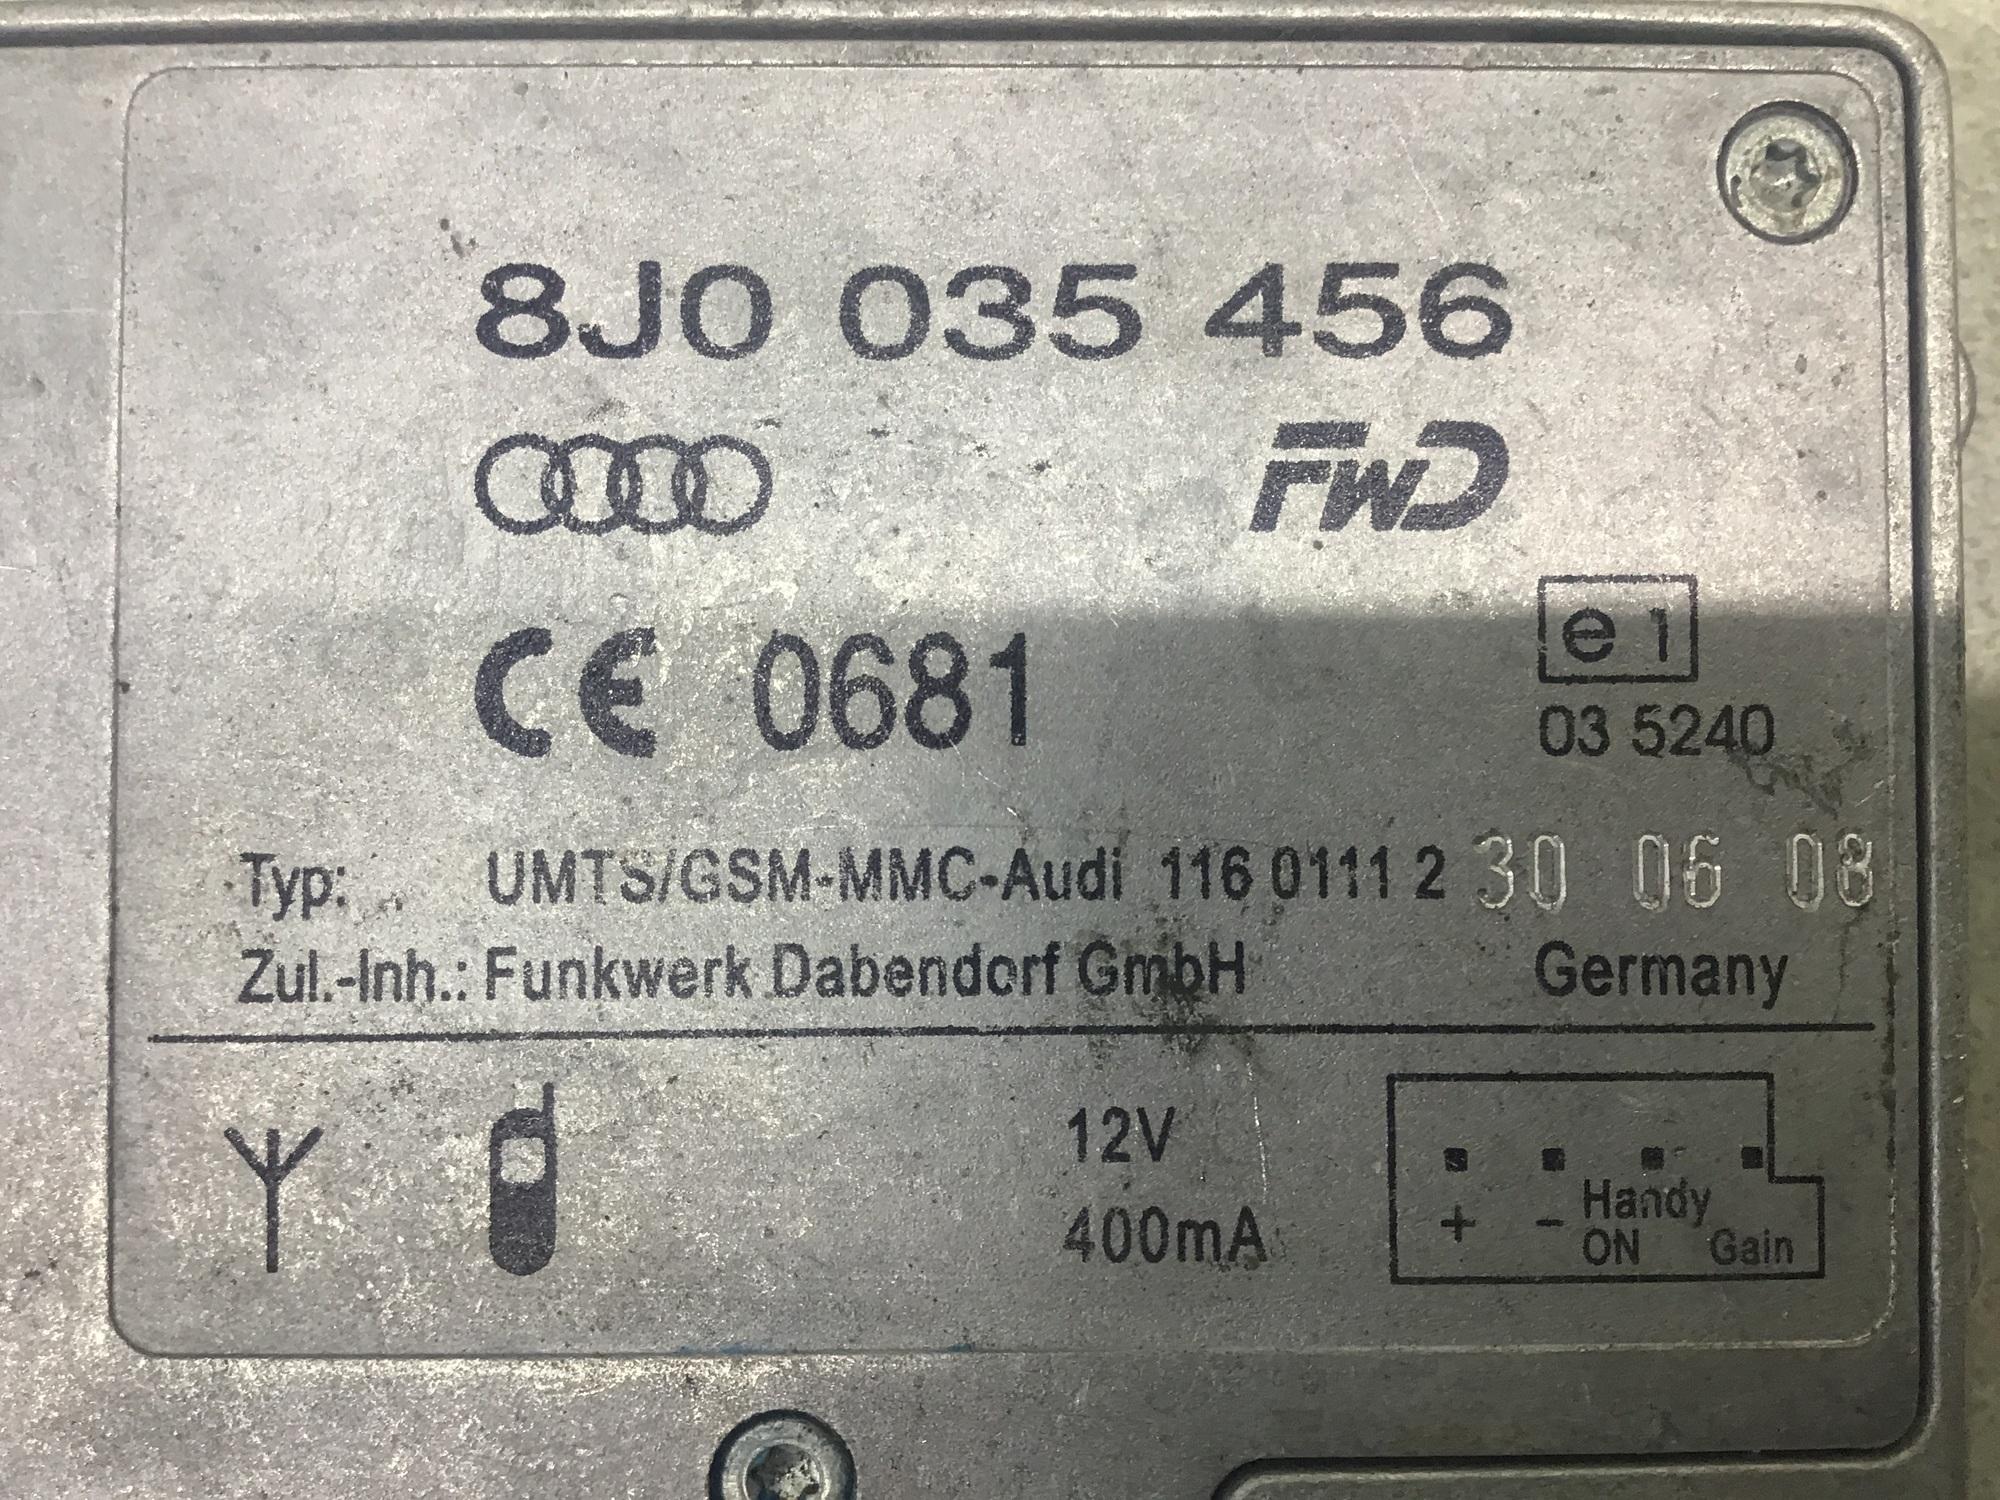 8J0 035 456
FWD
CE 0681
e1
03 5240
Typ: UMTS/GSM-MMC-Audi 116 0111 2 30 06 08
Zul.-Inh.: Funkwerk Dabendorf GmbH Germany
12V
400mA
+ - Handy
ON Gain